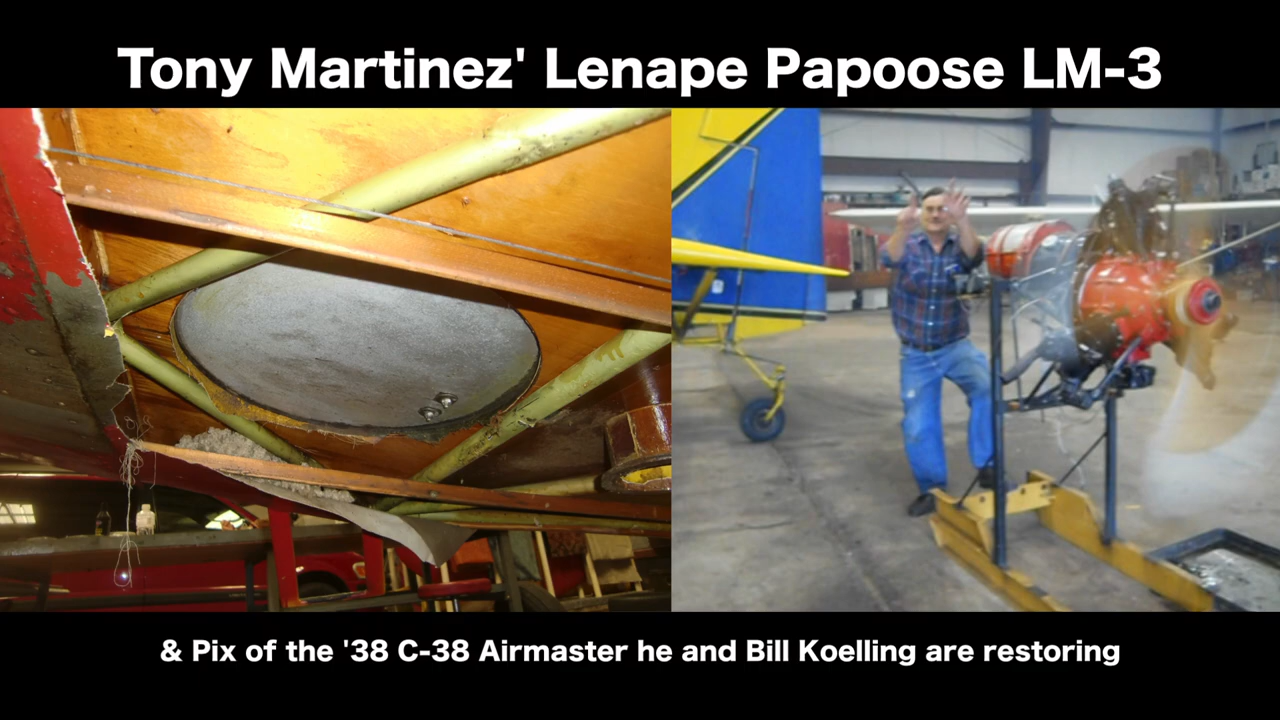 Tony Martinez' Lenape Papoose LM-3
& Pix of the '38 C-38 Airmaster he and Bill Koelling are restoring